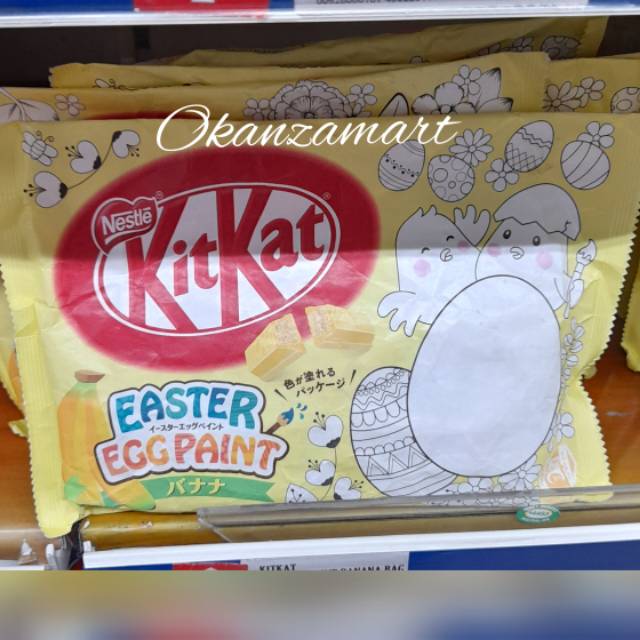 Okanzamart
Nestlé
KitKat
色が塗れる
パッケージ
EASTER
イースターエッグペイント
EGG PAINT
バナナ
KITKAT
BANANA BAG